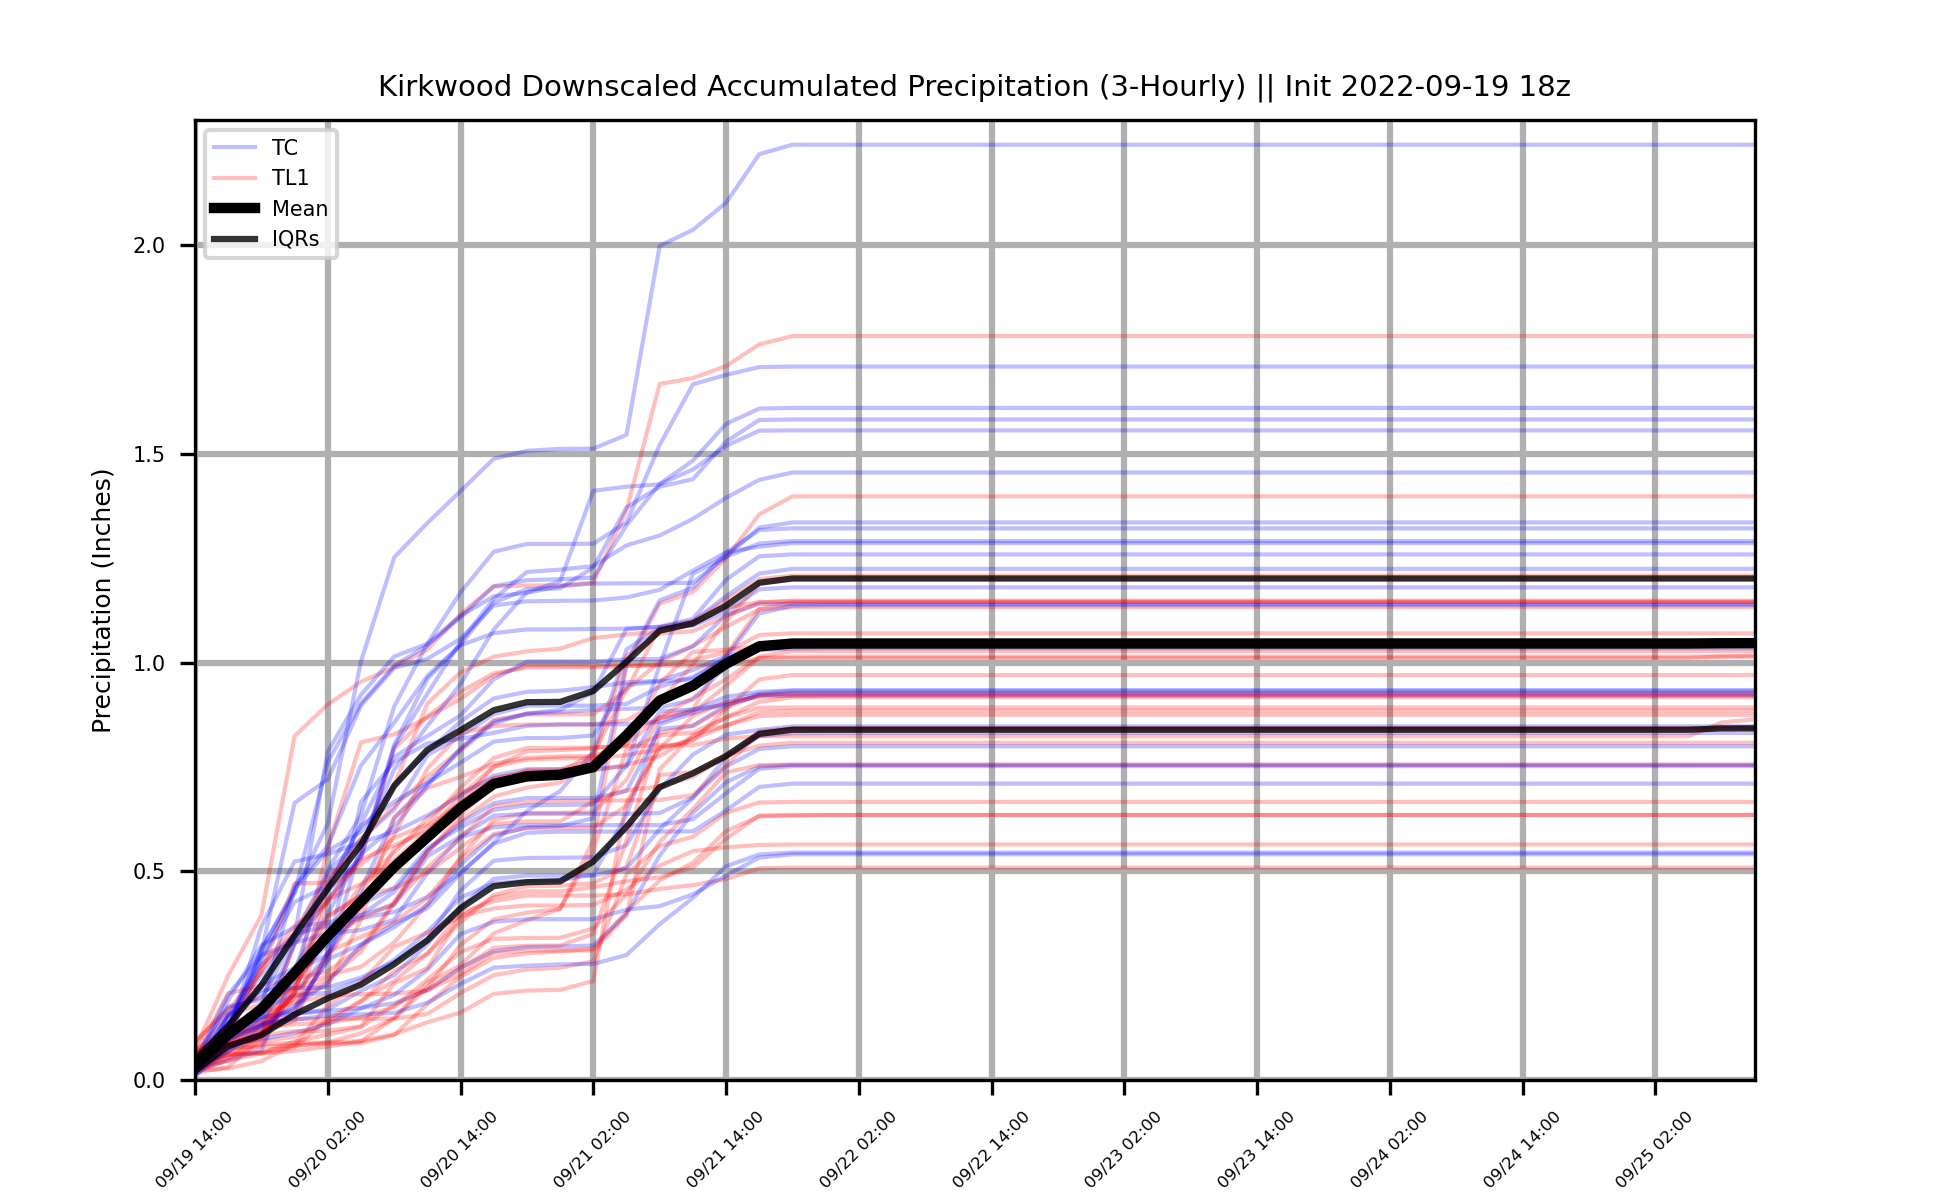 Kirkwood Downscaled Accumulated Precipitation (3-Hourly) || Init 2022-09-19 18z
TC
TL1
Mean
IQRs
Precipitation (Inches)
2.0
1.5
1.0
0.5
0.0
09/19 14:00
09/20 02:00
09/20 14:00
09/21 02:00
09/21 14:00
09/22 02:00
09/22 14:00
09/23 02:00
09/23 14:00
09/24 02:00
09/24 14:00
09/25 02:00